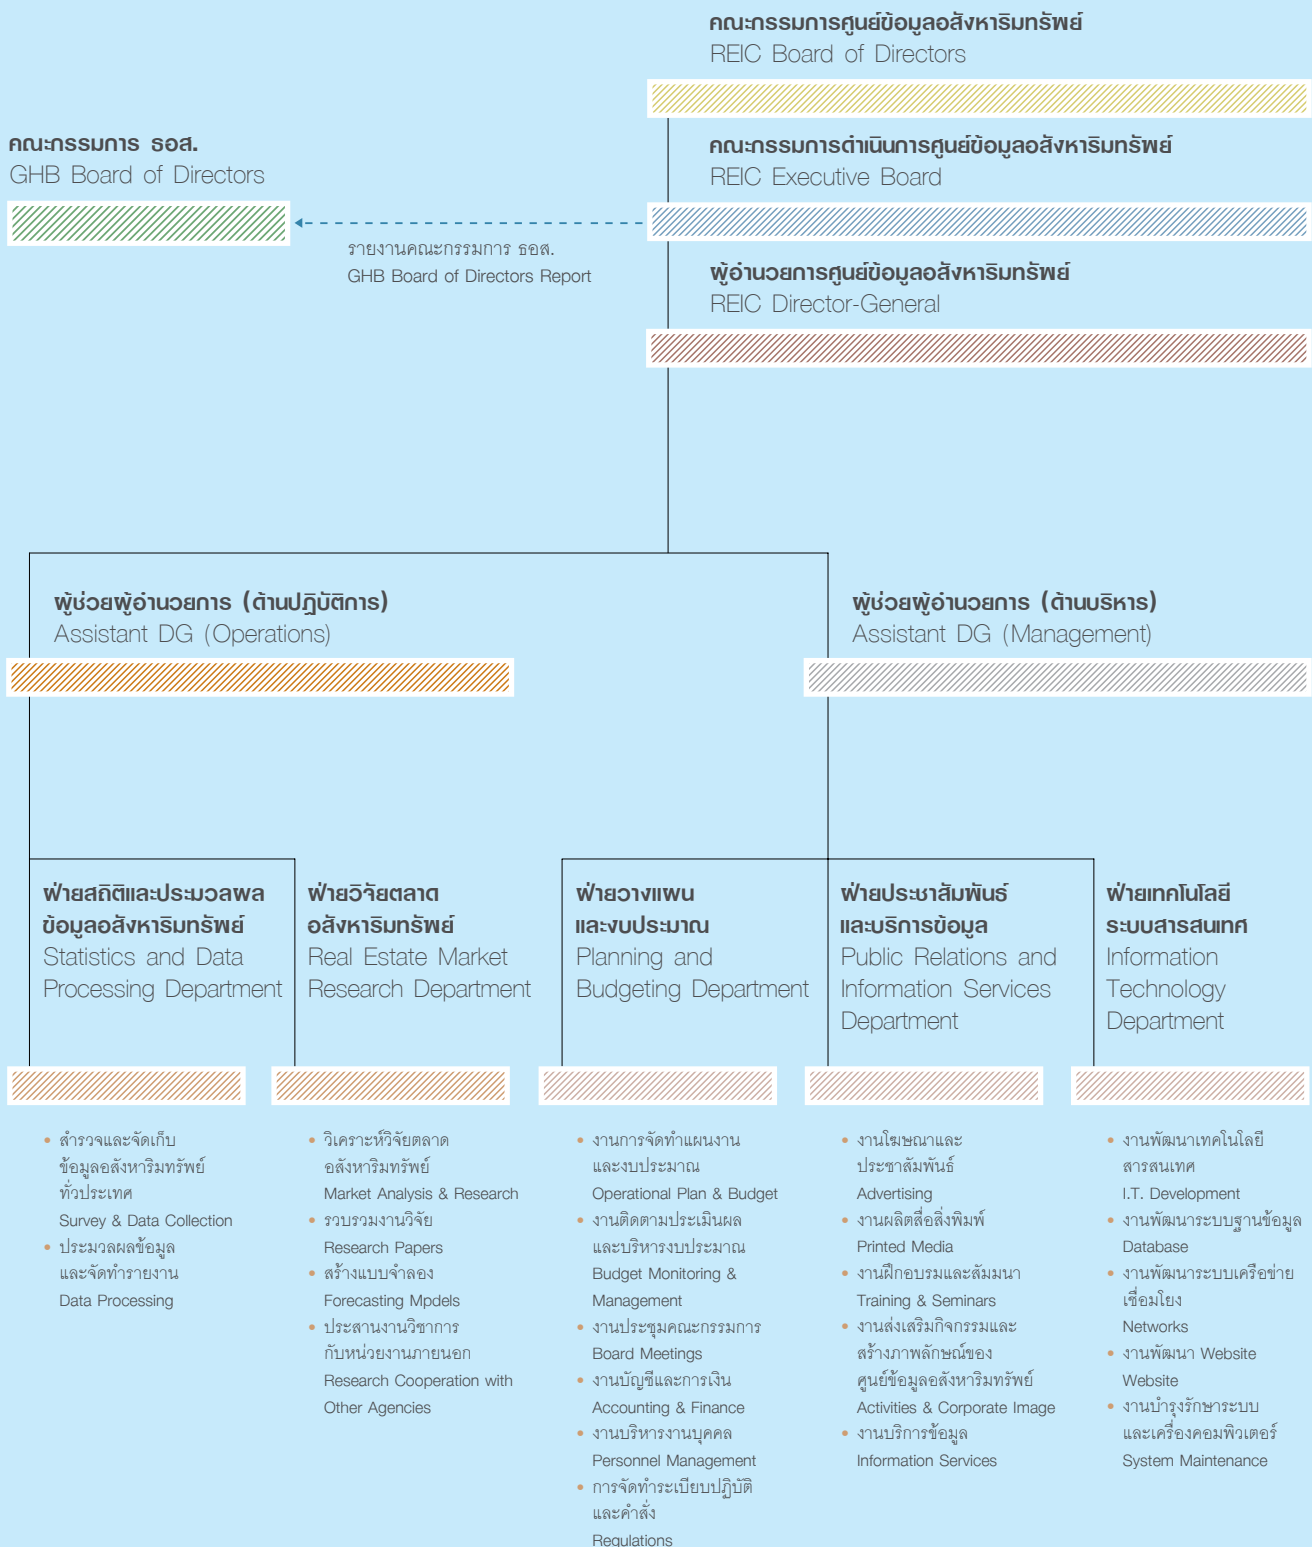 คณะกรรมการศูนย์ข้อมูลอสังหาริมทรัพย์
REIC Board of Directors
คณะกรรมการ ธอส.
GHB Board of Directors
คณะกรรมการดำเนินการศูนย์ข้อมูลอสังหาริมทรัพย์
REIC Executive Board
รายงานคณะกรรมการ ธอส.
GHB Board of Directors Report
ผู้อำนวยการศูนย์ข้อมูลอสังหาริมทรัพย์
REIC Director-General
ผู้ช่วยผู้อำนวยการ (ด้านปฏิบัติการ)
Assistant DG (Operations)
ผู้ช่วยผู้อำนวยการ (ด้านบริหาร)
Assistant DG (Management)
ฝ่ายสถิติและประมวลผล
ข้อมูลอสังหาริมทรัพย์
Statistics and Data
Processing Department
ฝ่ายวิจัยตลาด
อสังหาริมทรัพย์
Real Estate Market
Research Department
ฝ่ายวางแผน
และงบประมาณ
Planning and
Budgeting Department
ฝ่ายประชาสัมพันธ์
และบริการข้อมูล
Public Relations and
Information Services
Department
ฝ่ายเทคโนโลยี
ระบบสารสนเทศ
Information
Technology
Department
• สำรวจและจัดเก็บ
ข้อมูลอสังหาริมทรัพย์
ทั่วประเทศ
Survey & Data Collection
• ประมวลผลข้อมูล
และจัดทำรายงาน
Data Processing
• วิเคราะห์วิจัยตลาด
อสังหาริมทรัพย์
Market Analysis & Research
• รวบรวมงานวิจัย
Research Papers
• สร้างแบบจำลอง
Forecasting Mpdels
• ประสานงานวิชาการ
กับหน่วยงานภายนอก
Research Cooperation with
Other Agencies
• งานการจัดทำแผนงาน
และงบประมาณ
Operational Plan & Budget
• งานติดตามประเมินผล
และบริหารงบประมาณ
Budget Monitoring &
Management
• งานประชุมคณะกรรมการ
Board Meetings
• งานบัญชีและการเงิน
Accounting & Finance
• งานบริหารงานบุคคล
Personnel Management
• การจัดทำระเบียบปฏิบัติ
และคำสั่ง
Regulations
• งานโฆษณาและ
ประชาสัมพันธ์
Advertising
• งานผลิตสื่อสิ่งพิมพ์
Printed Media
• งานฝึกอบรมและสัมมนา
Training & Seminars
• งานส่งเสริมกิจกรรมและ
สร้างภาพลักษณ์ของ
ศูนย์ข้อมูลอสังหาริมทรัพย์
Activities & Corporate Image
• งานบริการข้อมูล
Information Services
• งานพัฒนาเทคโนโลยี
สารสนเทศ
I.T. Development
• งานพัฒนาระบบฐานข้อมูล
Database
• งานพัฒนาระบบเครือข่าย
เชื่อมโยง
Networks
• งานพัฒนา Website
Website
• งานบำรุงรักษาระบบ
และเครื่องคอมพิวเตอร์
System Maintenance